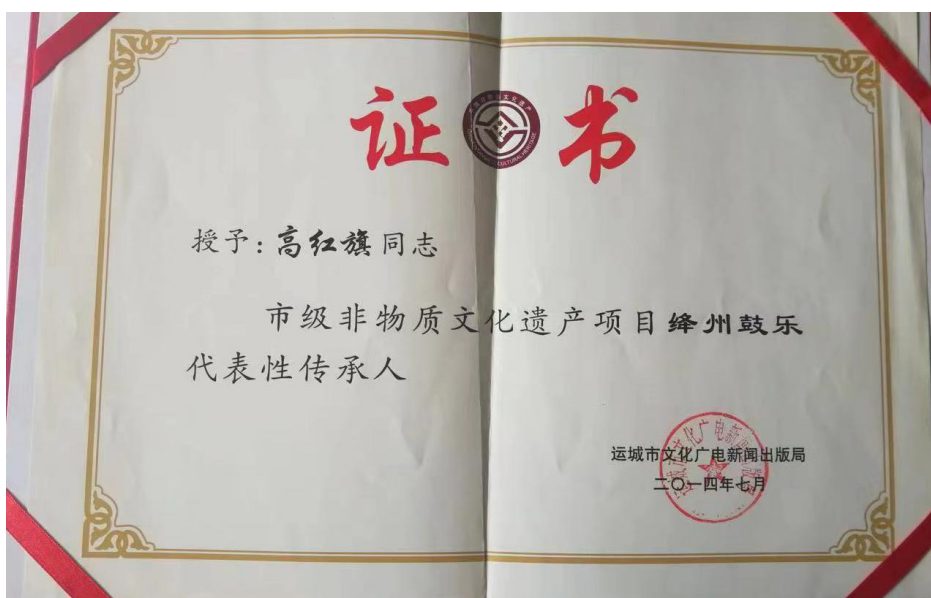 证书
授予：高红旗同志
市级非物质文化遗产项目绛州鼓乐
代表性传承人
运城市文化广电新闻出版局
二〇一四年七月